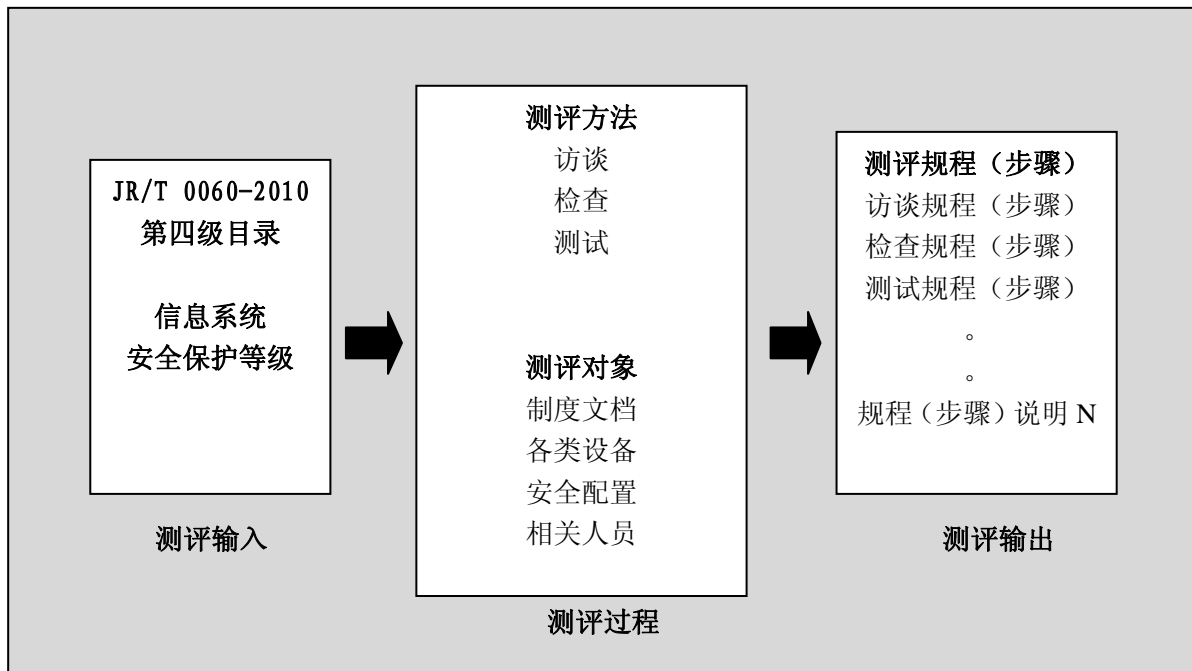 JR/T 0060-2010
第四级目录
信息系统
安全保护等级
测评输入
测评方法
访谈
检查
测试
测评对象
制度文档
各类设备
安全配置
相关人员
测评过程
测评规程（步骤）
访谈规程（步骤）
检查规程（步骤）
测试规程（步骤）
。
。
规程（步骤）说明 N
测评输出